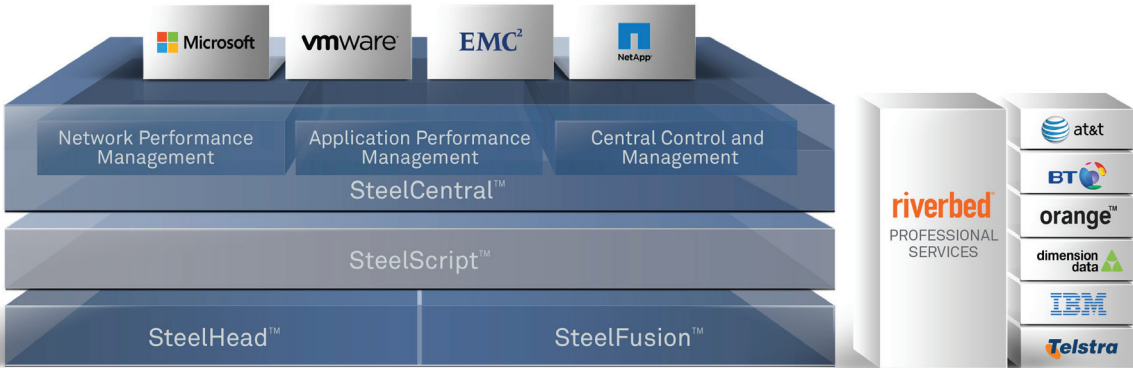 Microsoft
vmware
EMC²
NetApp
Network Performance
Management
Application Performance
Management
Central Control and
Management
SteelCentral™
SteelScript™
SteelHead™
SteelFusion™
riverbed
PROFESSIONAL
SERVICES
at&t
BT
orange™
dimension
data
IBM
Telstra